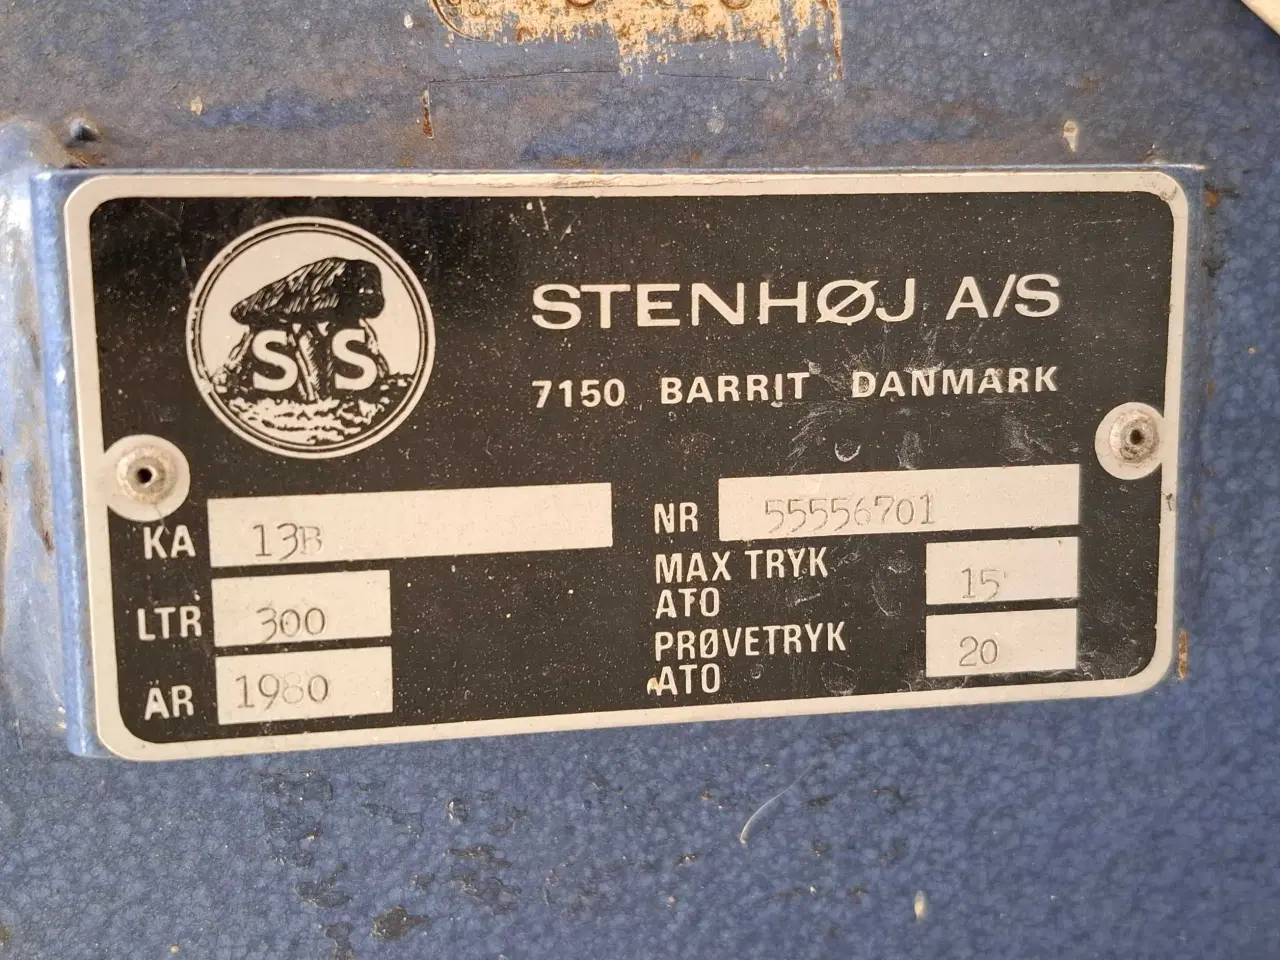 SS
STENHØJ A/S
7150 BARRIT DANMARK
KA 13B
NR 55556701
LTR 300
MAX TRYK
ATO 15
ÅR 1980
PRØVETRYK
ATO 20